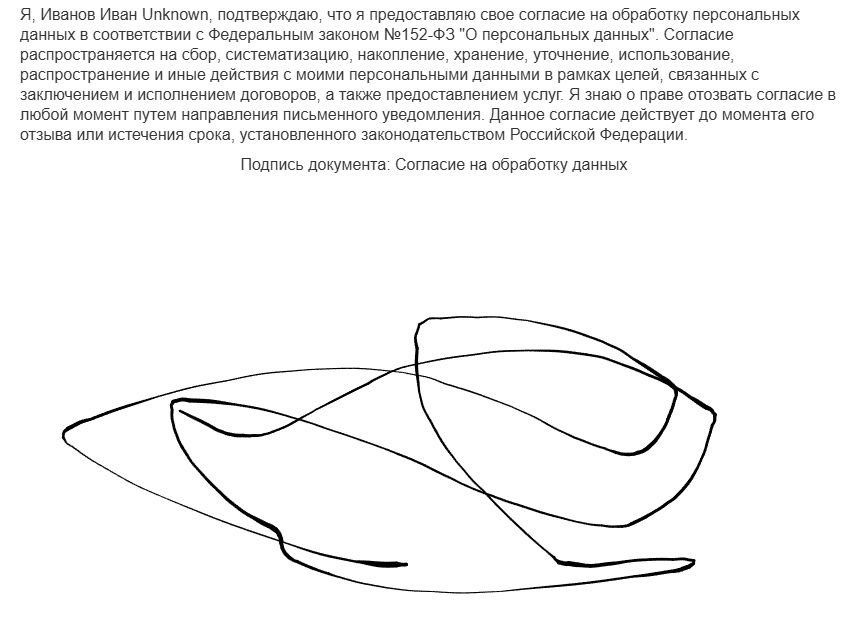 Я, Иванов Иван Unknown, подтверждаю, что я предоставляю свое согласие на обработку персональных
данных в соответствии с Федеральным законом №152-ФЗ "О персональных данных". Согласие
распространяется на сбор, систематизацию, накопление, хранение, уточнение, использование,
распространение и иные действия с моими персональными данными в рамках целей, связанных с
заключением и исполнением договоров, а также предоставлением услуг. Я знаю о праве отозвать согласие в
любой момент путем направления письменного уведомления. Данное согласие действует до момента его
отзыва или истечения срока, установленного законодательством Российской Федерации.
Подпись документа: Согласие на обработку данных